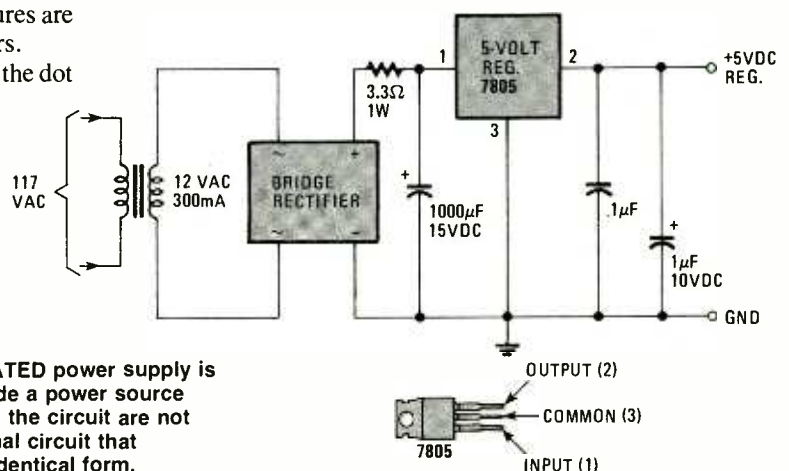 ures are
rs.
the dot
117
VAC
12 VAC
300mA
~
+
BRIDGE
RECTIFIER
~
−
3.3Ω
1W
1
5-VOLT
REG.
7805
2
3
+5VDC
REG.
+
1000µF
15VDC
.1µF
+
1µF
10VDC
GND
ATED power supply is
de a power source
the circuit are not
nal circuit that
dentical form.
OUTPUT (2)
COMMON (3)
INPUT (1)
7805